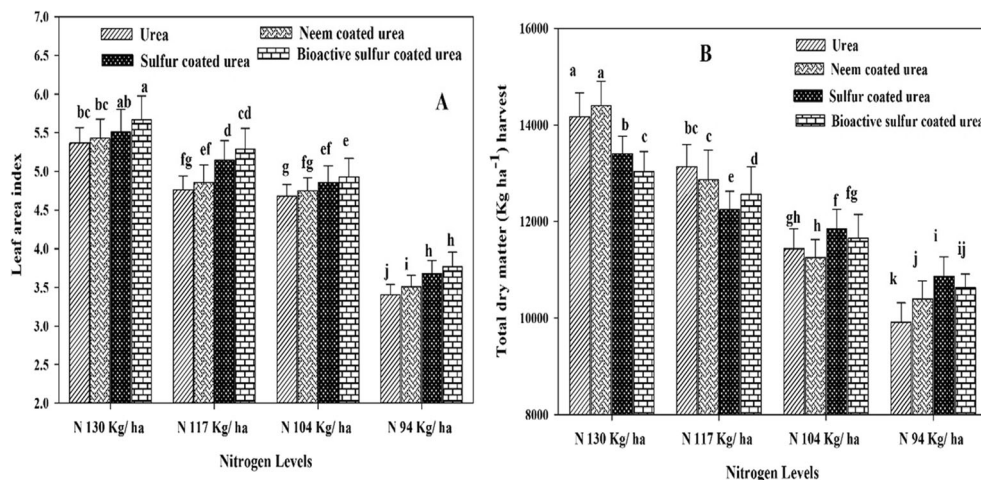 7.0
6.5
6.0
5.5
5.0
4.5
4.0
3.5
3.0
2.5
2.0
Leaf area index
Urea
Neem coated urea
Sulfur coated urea
Bioactive sulfur coated urea
A
bc bc ab a
fg ef d cd
g fg ef e
j i h h
N 130 Kg/ ha N 117 Kg/ ha N 104 Kg/ ha N 94 Kg/ ha
Nitrogen Levels
16000
14000
12000
10000
8000
Total dry matter (Kg ha⁻¹) harvest
B
Urea
Neem coated urea
Sulfur coated urea
Bioactive sulfur coated urea
a a b c
bc c e d
gh h f fg
k j i ij
N 130 Kg/ ha N 117 Kg/ ha N 104 Kg/ ha N 94 Kg/ ha
Nitrogen Levels